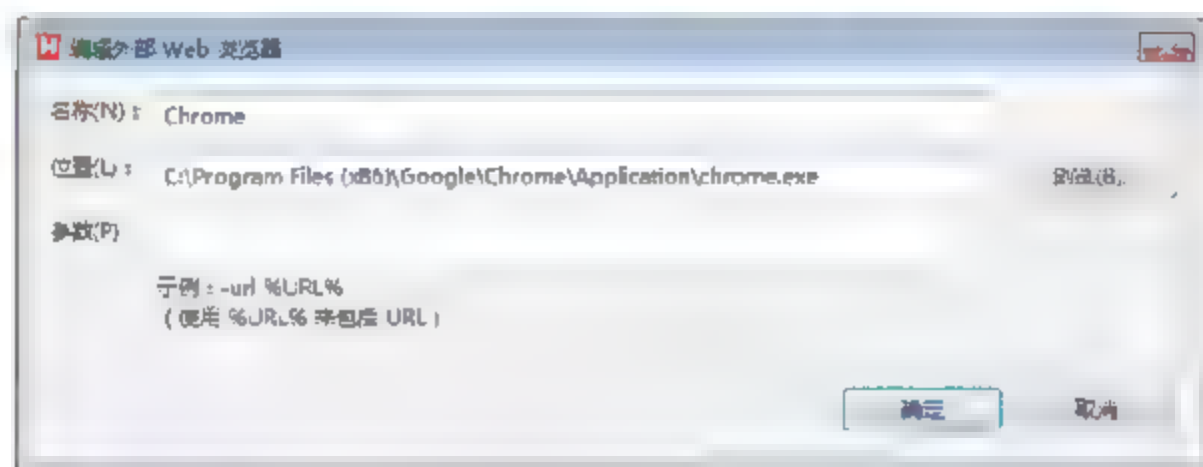 编辑外部 Web 浏览器
名称(N)： Chrome
位置(L)： C:\Program Files (x86)\Google\Chrome\Application\chrome.exe 浏览(B)...
参数(P)
示例：-url %URL%
（使用 %URL% 来包括 URL）
确定 取消